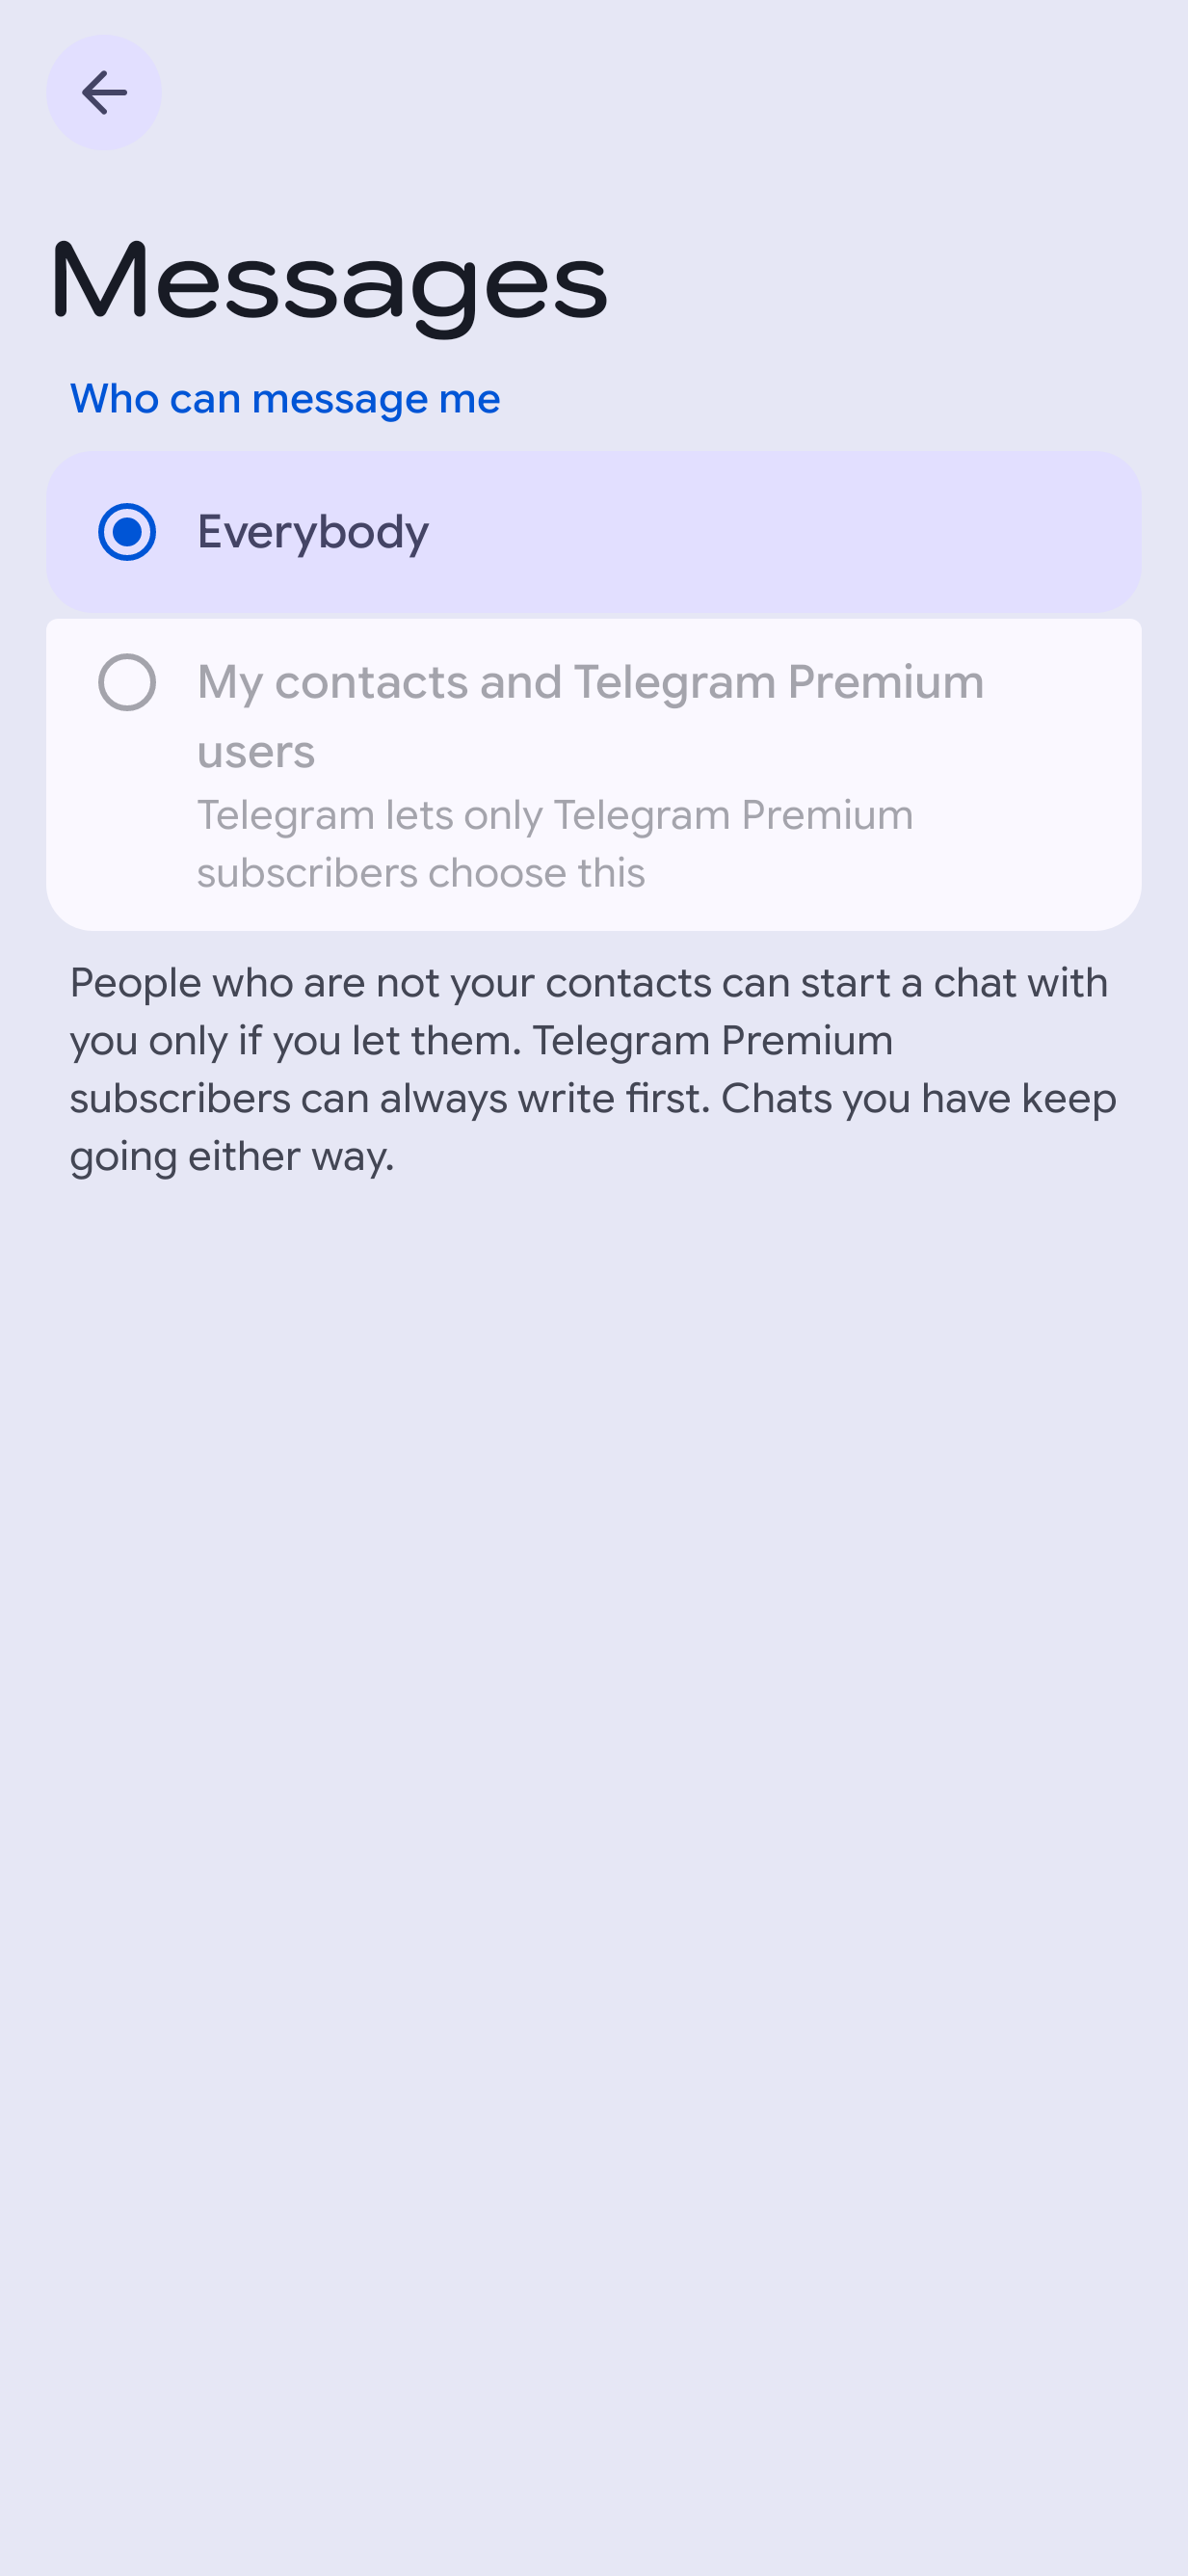 Messages
Who can message me
Everybody
My contacts and Telegram Premium
users
Telegram lets only Telegram Premium
subscribers choose this
People who are not your contacts can start a chat with
you only if you let them. Telegram Premium
subscribers can always write first. Chats you have keep
going either way.